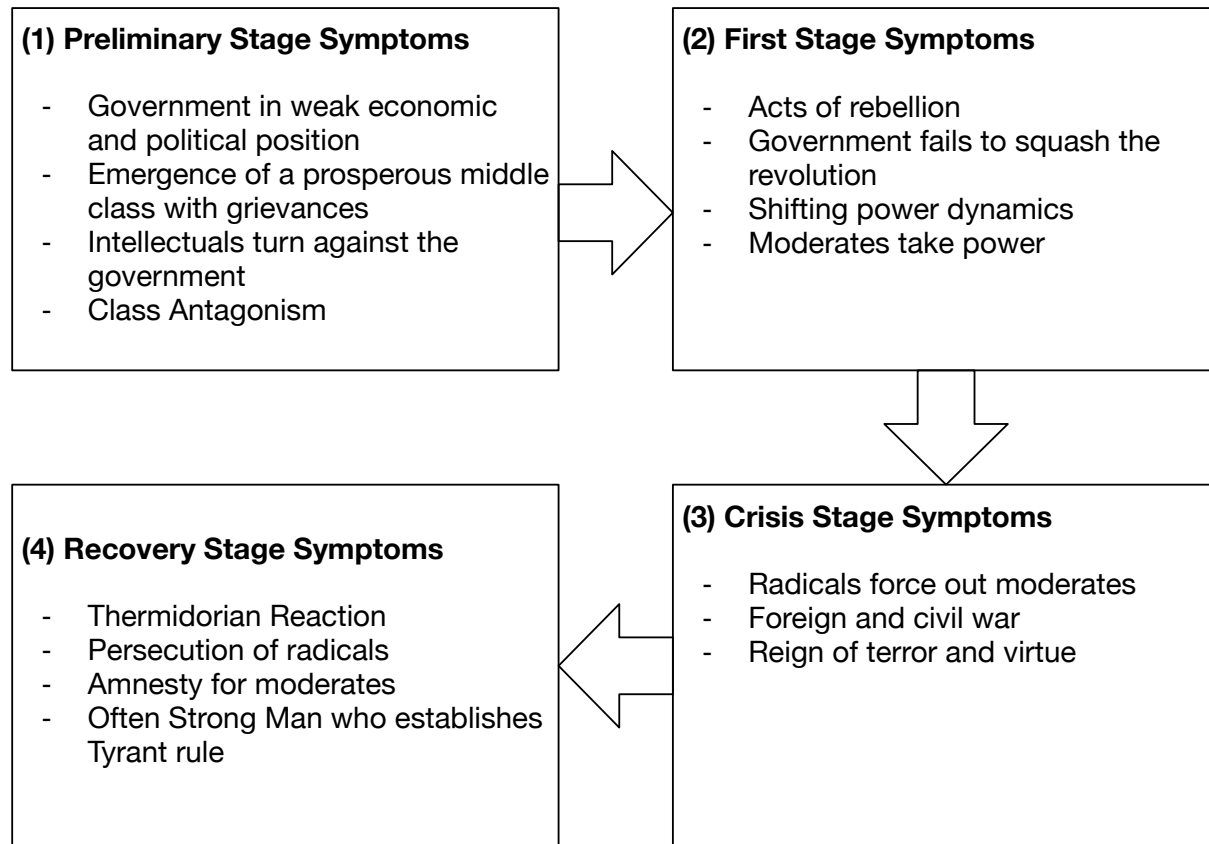 (1) Preliminary Stage Symptoms
- Government in weak economic
and political position
- Emergence of a prosperous middle
class with grievances
- Intellectuals turn against the
government
- Class Antagonism
(2) First Stage Symptoms
- Acts of rebellion
- Government fails to squash the
revolution
- Shifting power dynamics
- Moderates take power
(3) Crisis Stage Symptoms
- Radicals force out moderates
- Foreign and civil war
- Reign of terror and virtue
(4) Recovery Stage Symptoms
- Thermidorian Reaction
- Persecution of radicals
- Amnesty for moderates
- Often Strong Man who establishes
Tyrant rule